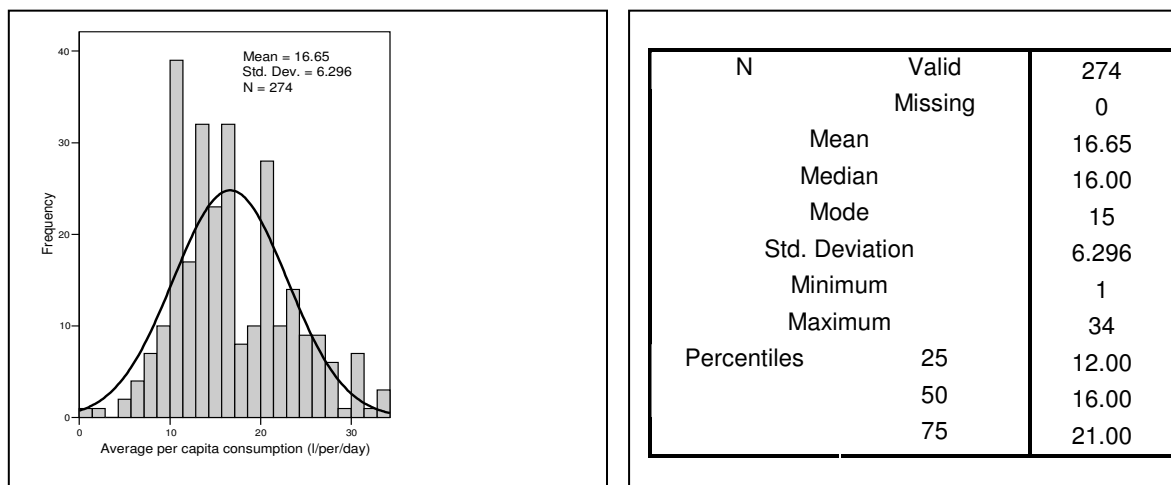 40
30
20
10
0
Frequency
Mean = 16.65
Std. Dev. = 6.296
N = 274
0 10 20 30
Average per capita consumption (l/per/day)
N Valid 274
Missing 0
Mean 16.65
Median 16.00
Mode 15
Std. Deviation 6.296
Minimum 1
Maximum 34
Percentiles 25 12.00
50 16.00
75 21.00